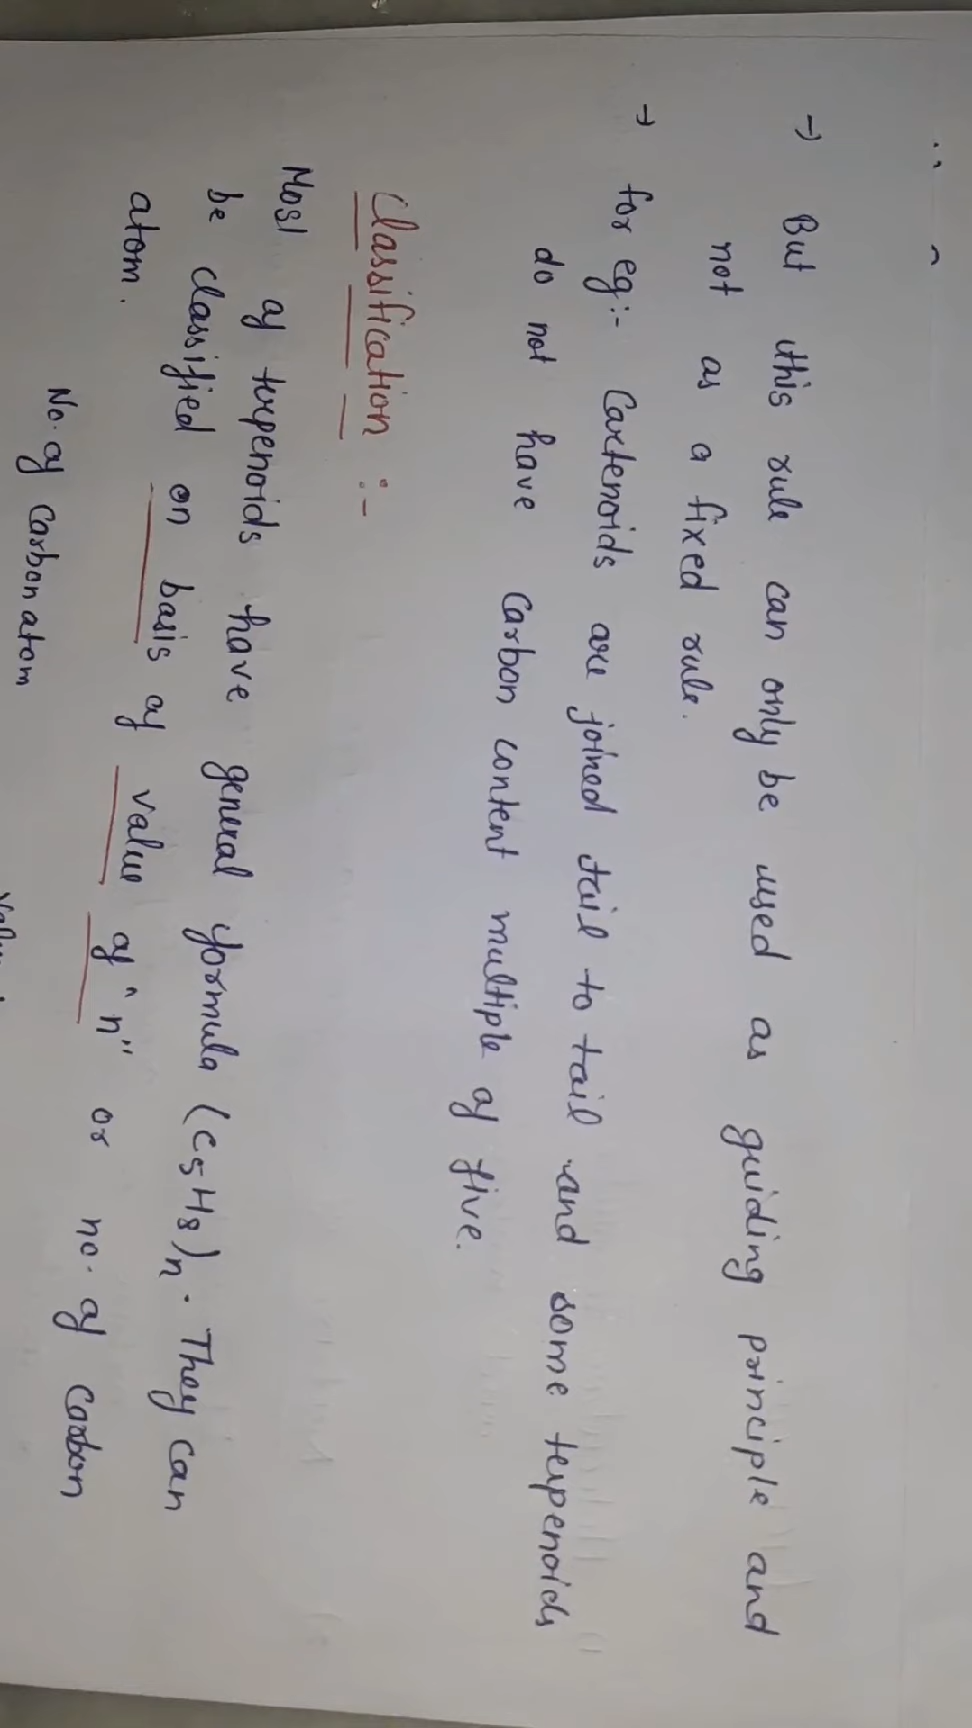 → But this rule can only be used as guiding principle and
not as a fixed rule.
→ for eg:- Cartenoids are joined tail to tail and some terpenoids
do not have carbon content multiple of five.
Classification :-
Most of terpenoids have general formula (C5H8)n. They can
be classified on basis of value of "n" or no. of carbon
atom.
No. of Carbon atom